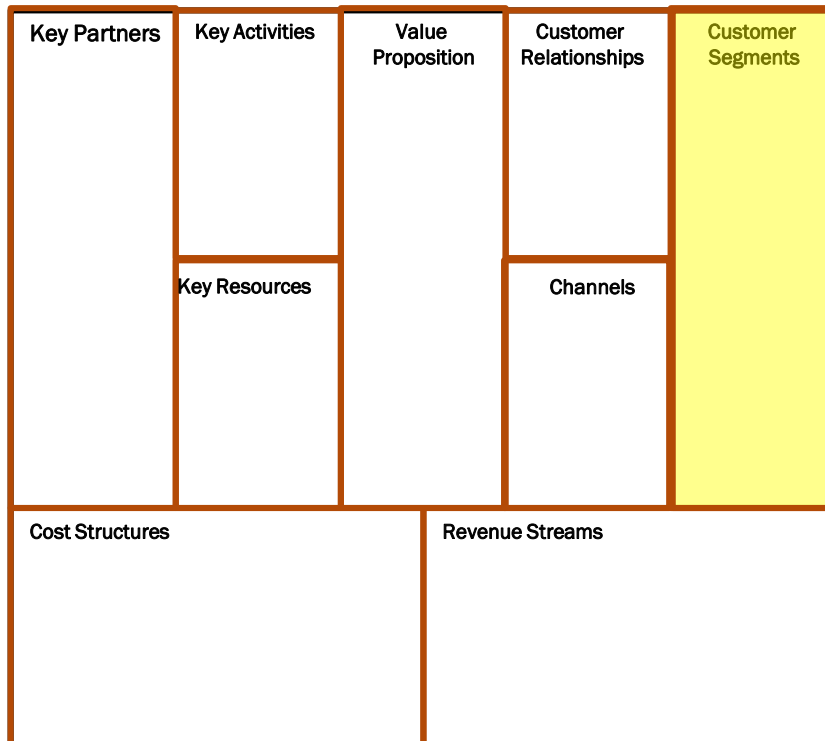 Key Partners
Key Activities
Value
Proposition
Customer
Relationships
Customer
Segments
Key Resources
Channels
Cost Structures
Revenue Streams